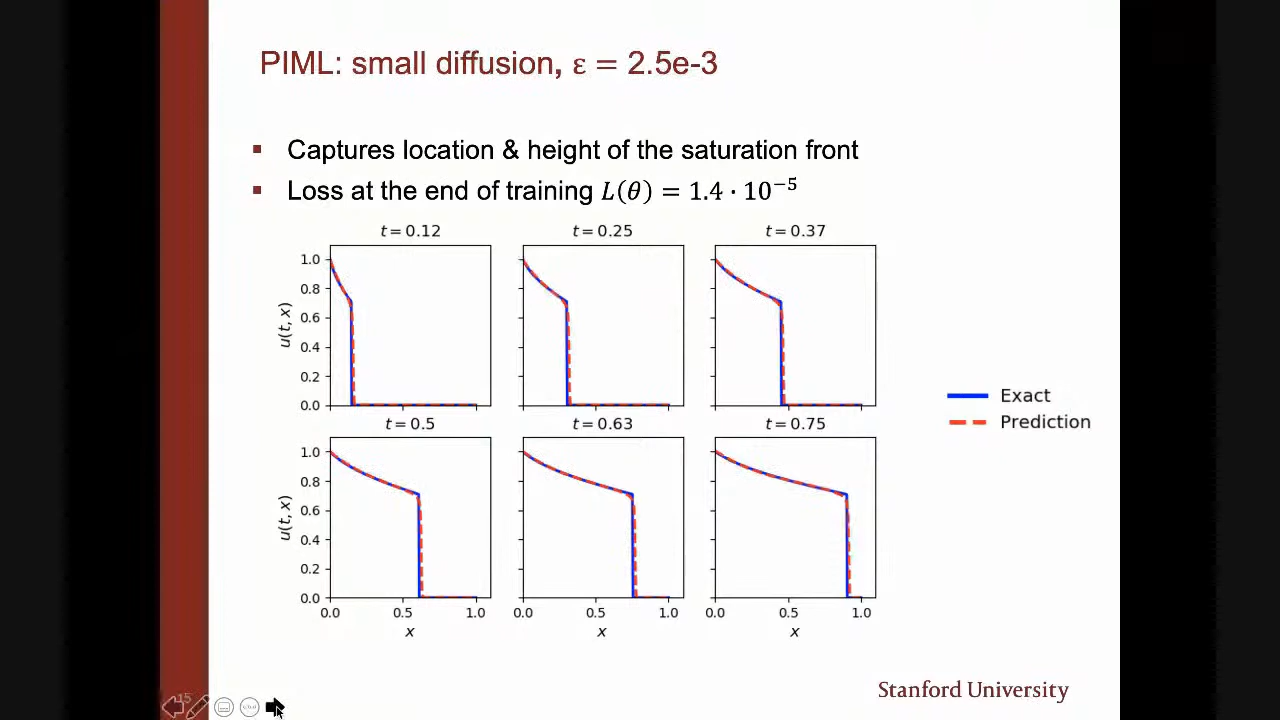 PIML: small diffusion, ε = 2.5e-3
▪ Captures location & height of the saturation front
▪ Loss at the end of training L(θ) = 1.4 · 10⁻⁵
t = 0.12 t = 0.25 t = 0.37
1.0
0.8
0.6
0.4
0.2
0.0
u(t, x)
t = 0.5 t = 0.63 t = 0.75
1.0
0.8
0.6
0.4
0.2
0.0
u(t, x)
0.0 0.5 1.0 0.0 0.5 1.0 0.0 0.5 1.0
x x x
Exact
Prediction
Stanford University
15